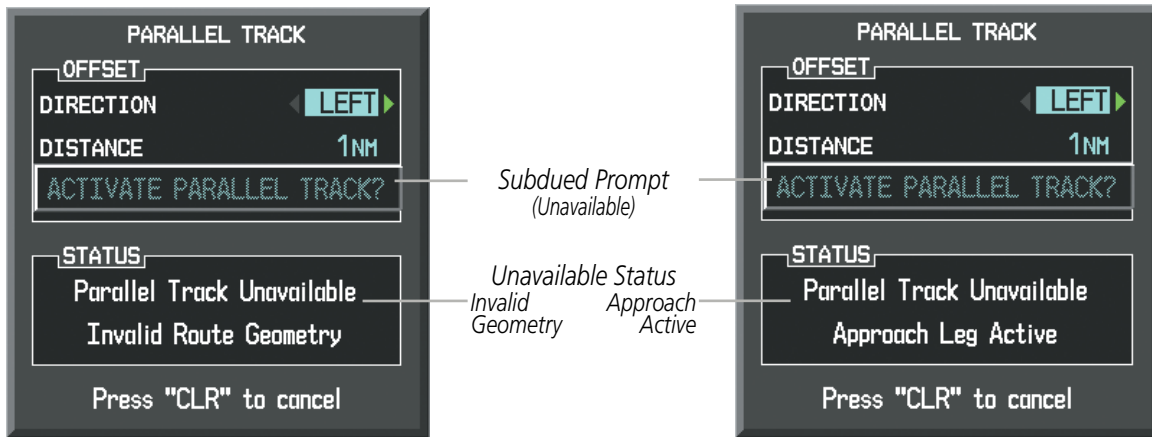 PARALLEL TRACK
OFFSET
DIRECTION LEFT
DISTANCE 1NM
ACTIVATE PARALLEL TRACK?
STATUS
Parallel Track Unavailable
Invalid Route Geometry
Press "CLR" to cancel
Subdued Prompt
(Unavailable)
Unavailable Status
Invalid Geometry
Approach Active
PARALLEL TRACK
OFFSET
DIRECTION LEFT
DISTANCE 1NM
ACTIVATE PARALLEL TRACK?
STATUS
Parallel Track Unavailable
Approach Leg Active
Press "CLR" to cancel